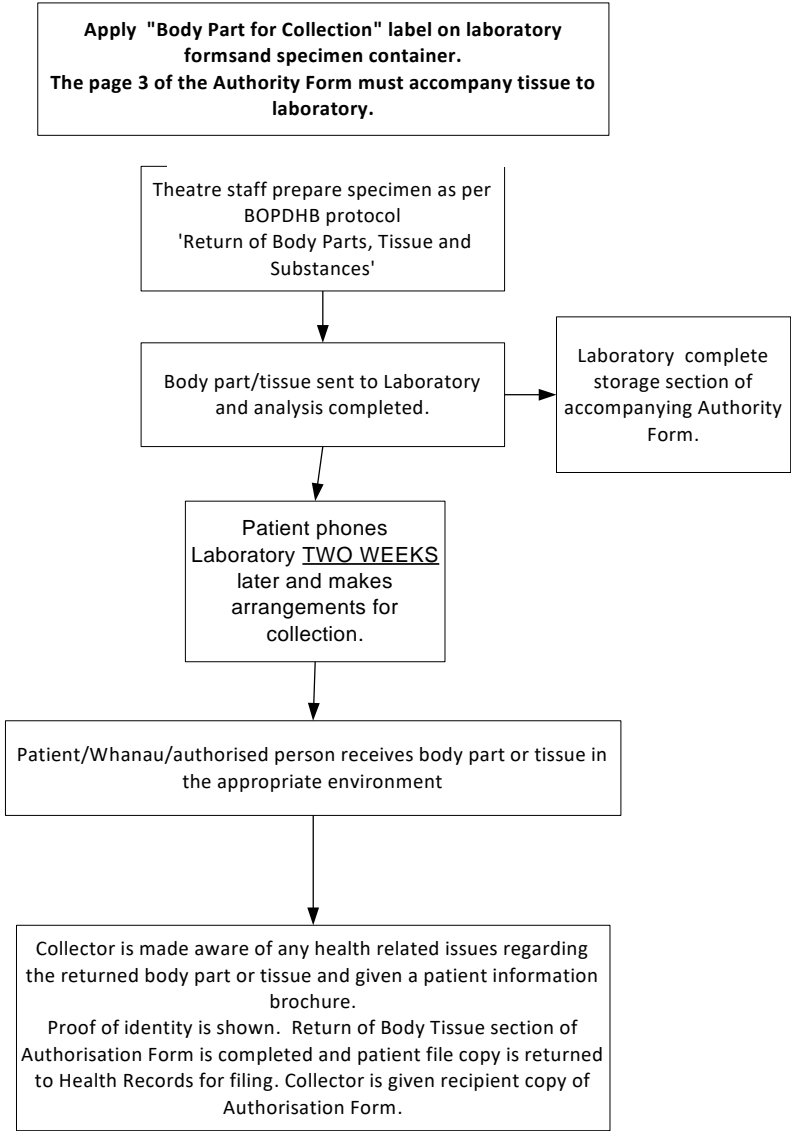 Apply "Body Part for Collection" label on laboratory
formsand specimen container.
The page 3 of the Authority Form must accompany tissue to
laboratory.
Theatre staff prepare specimen as per
BOPDHB protocol
'Return of Body Parts, Tissue and
Substances'
Body part/tissue sent to Laboratory
and analysis completed.
Laboratory complete
storage section of
accompanying Authority
Form.
Patient phones
Laboratory TWO WEEKS
later and makes
arrangements for
collection.
Patient/Whanau/authorised person receives body part or tissue in
the appropriate environment
Collector is made aware of any health related issues regarding
the returned body part or tissue and given a patient information
brochure.
Proof of identity is shown. Return of Body Tissue section of
Authorisation Form is completed and patient file copy is returned
to Health Records for filing. Collector is given recipient copy of
Authorisation Form.